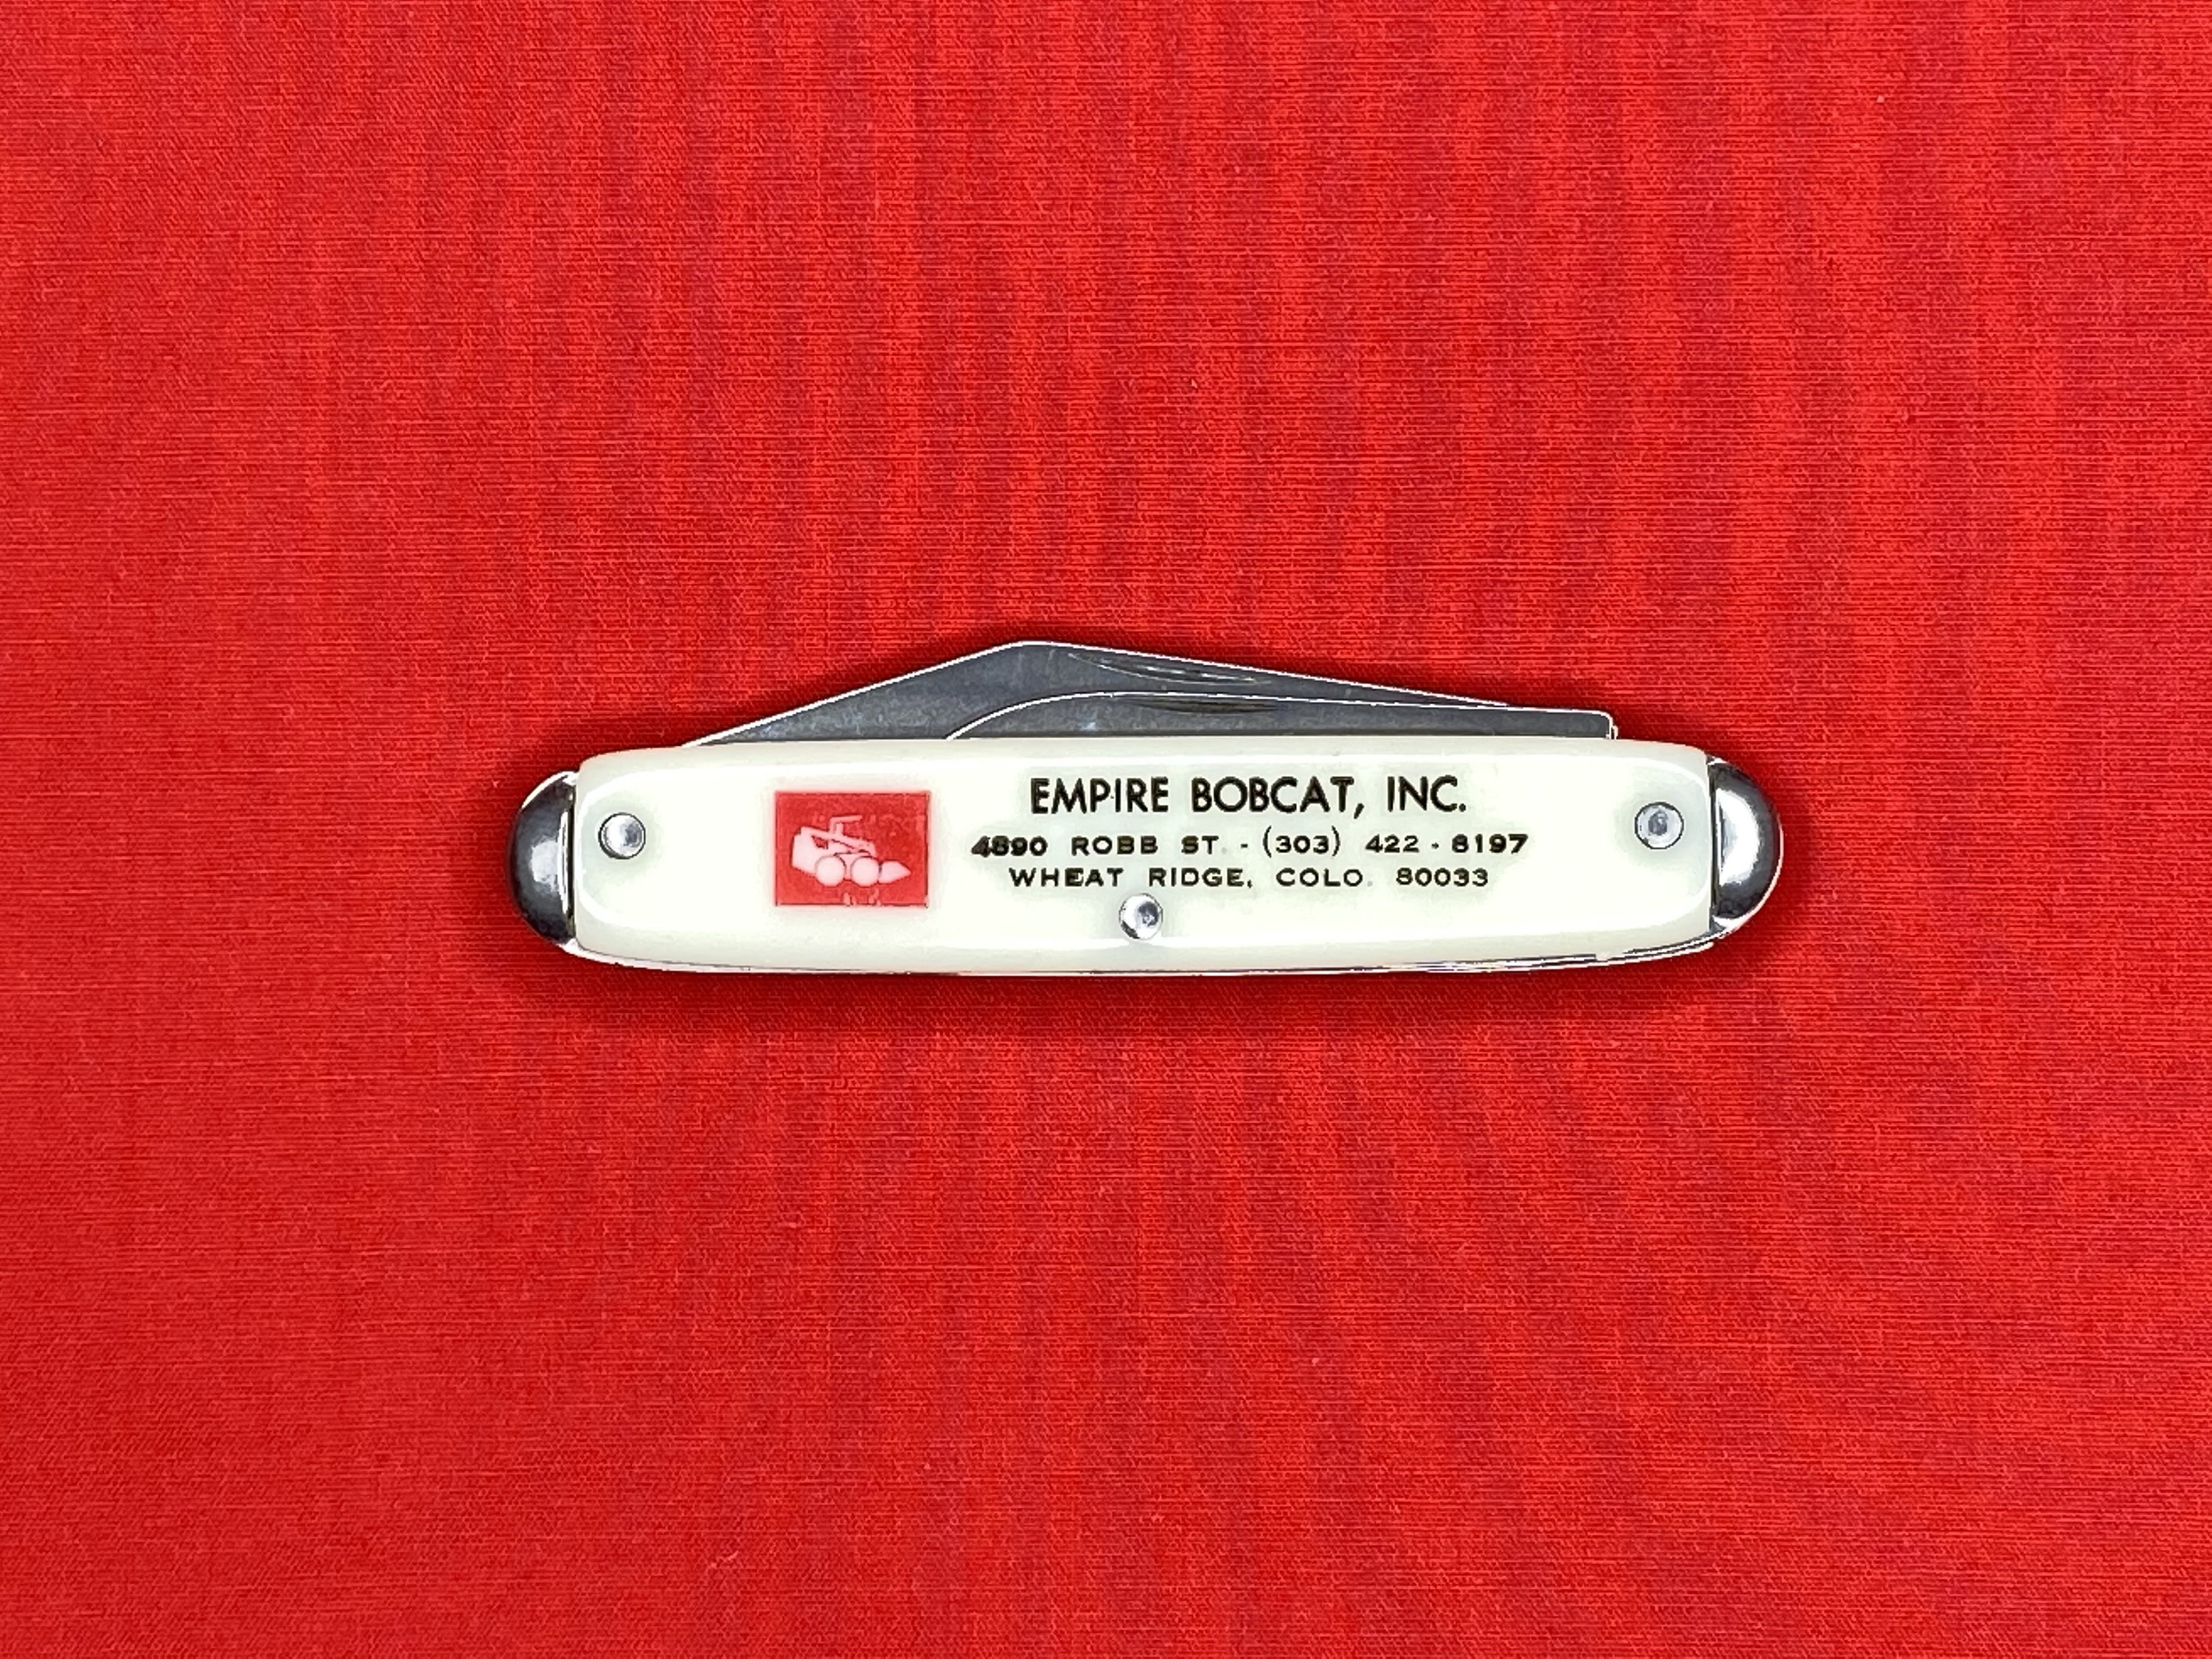 EMPIRE BOBCAT, INC.
4890 ROBB ST. - (303) 422 - 8197
WHEAT RIDGE, COLO. 80033